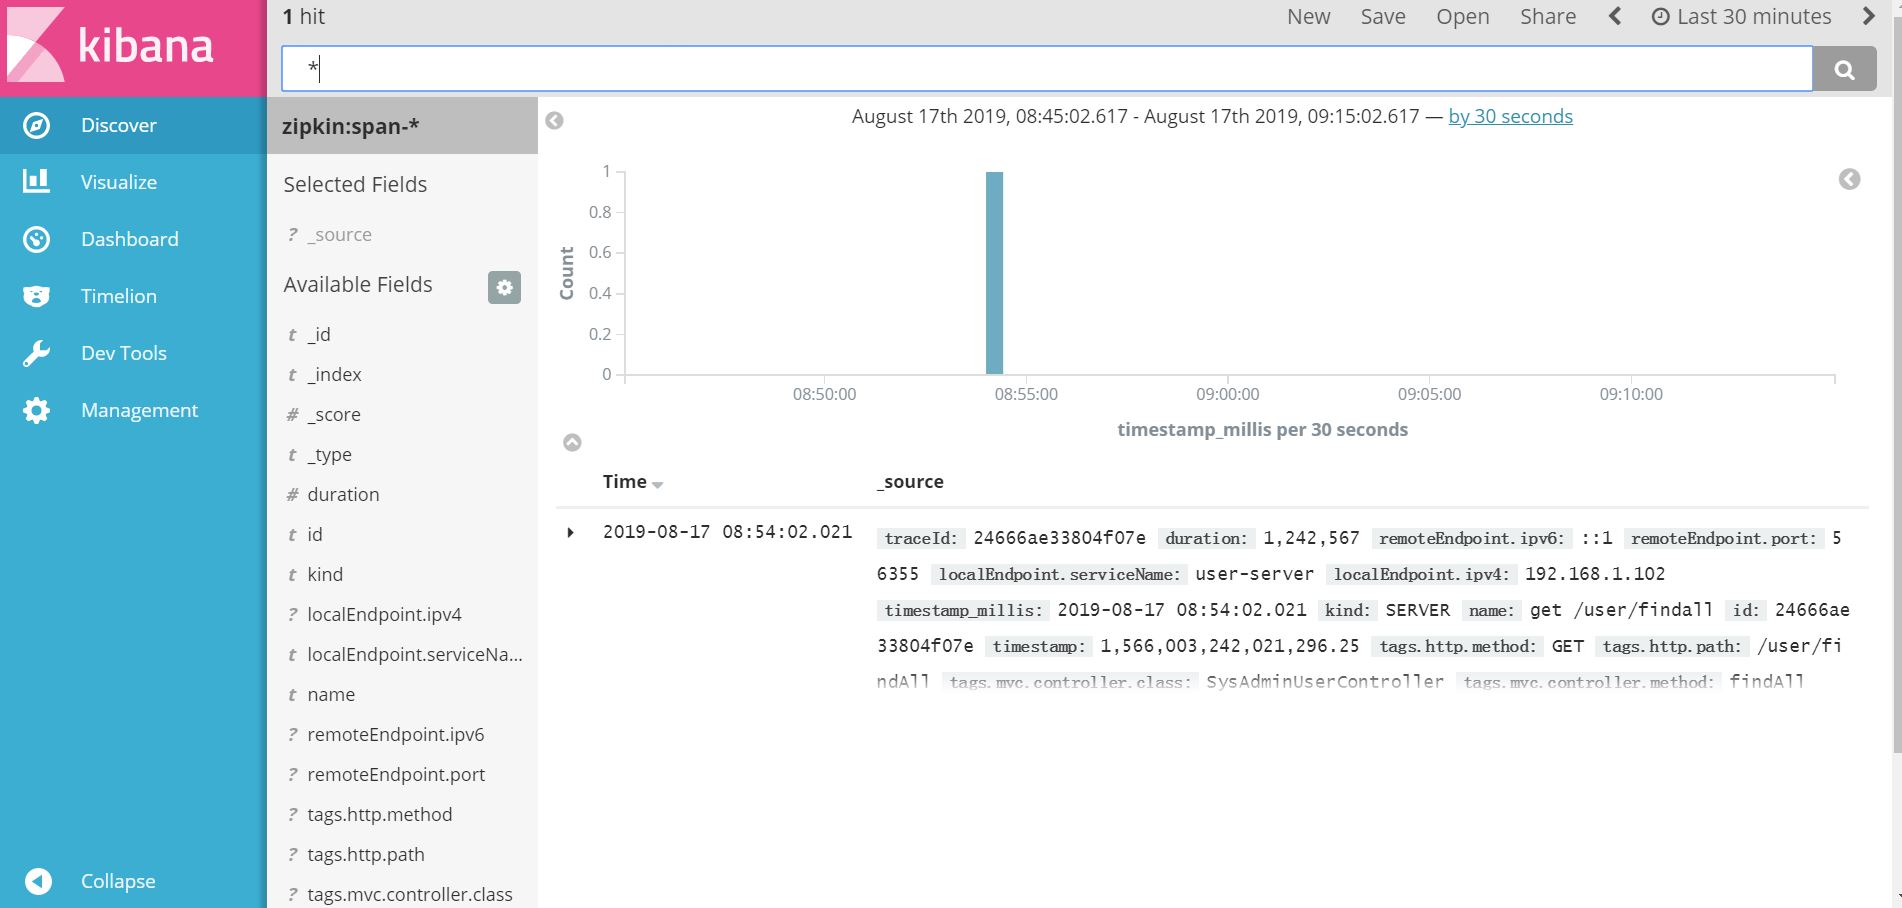 kibana
Discover
Visualize
Dashboard
Timelion
Dev Tools
Management
Collapse
1 hit
New Save Open Share Last 30 minutes
*
zipkin:span-*
Selected Fields
? _source
Available Fields
t _id
t _index
# _score
t _type
# duration
t id
t kind
? localEndpoint.ipv4
t localEndpoint.serviceNa...
t name
? remoteEndpoint.ipv6
? remoteEndpoint.port
? tags.http.method
? tags.http.path
? tags.mvc.controller.class
August 17th 2019, 08:45:02.617 - August 17th 2019, 09:15:02.617 — by 30 seconds
Count
1
0.8
0.6
0.4
0.2
0
08:50:00 08:55:00 09:00:00 09:05:00 09:10:00
timestamp_millis per 30 seconds
Time _source
2019-08-17 08:54:02.021
traceId: 24666ae33804f07e duration: 1,242,567 remoteEndpoint.ipv6: ::1 remoteEndpoint.port: 5
6355 localEndpoint.serviceName: user-server localEndpoint.ipv4: 192.168.1.102
timestamp_millis: 2019-08-17 08:54:02.021 kind: SERVER name: get /user/findall id: 24666ae
33804f07e timestamp: 1,566,003,242,021,296.25 tags.http.method: GET tags.http.path: /user/fi
ndAll tags.mvc.controller.class: SysAdminUserController tags.mvc.controller.method: findAll